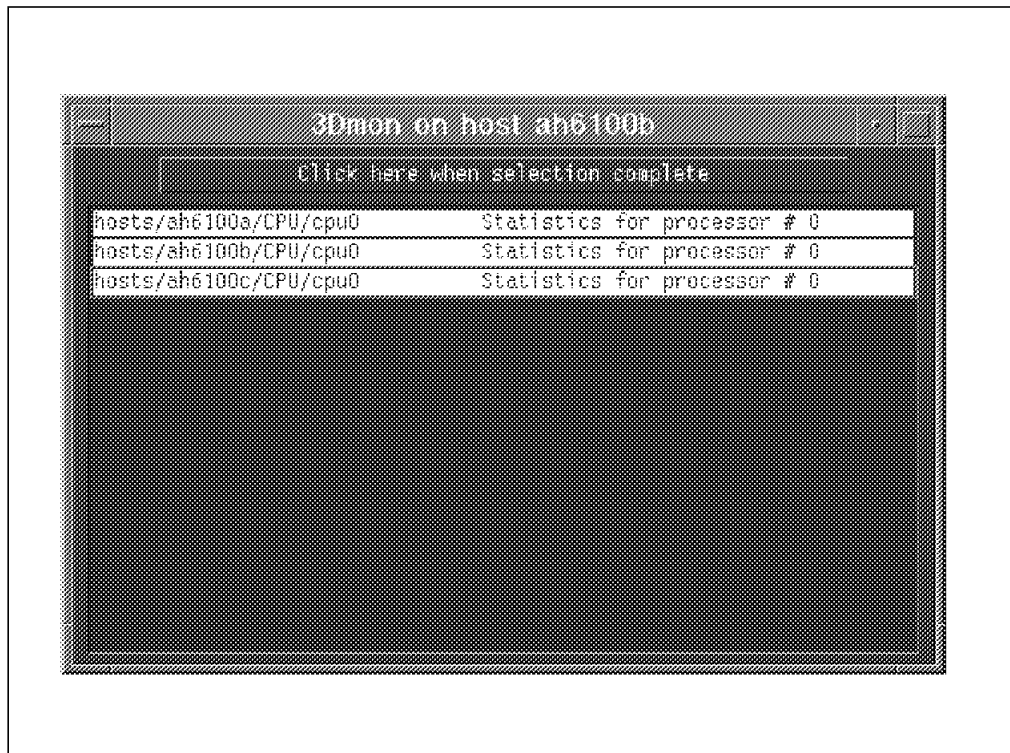 3Dmon on host ah6100b
Click here when selection complete
hosts/ah6100a/CPU/cpu0 Statistics for processor # 0
hosts/ah6100b/CPU/cpu0 Statistics for processor # 0
hosts/ah6100c/CPU/cpu0 Statistics for processor # 0